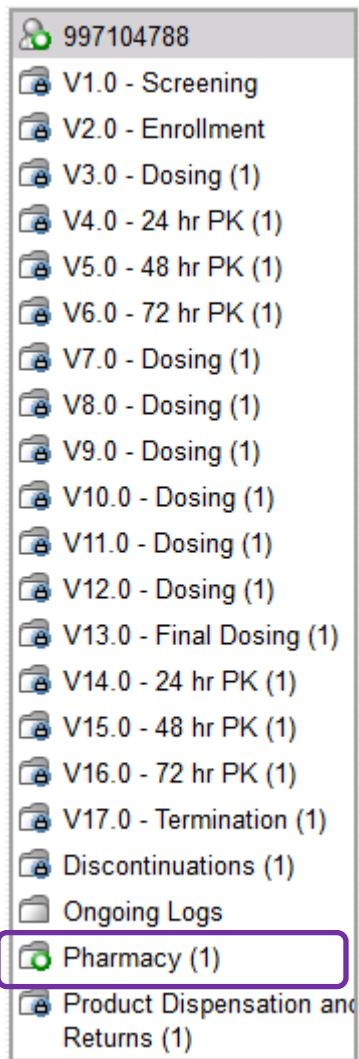 997104788
V1.0 - Screening
V2.0 - Enrollment
V3.0 - Dosing (1)
V4.0 - 24 hr PK (1)
V5.0 - 48 hr PK (1)
V6.0 - 72 hr PK (1)
V7.0 - Dosing (1)
V8.0 - Dosing (1)
V9.0 - Dosing (1)
V10.0 - Dosing (1)
V11.0 - Dosing (1)
V12.0 - Dosing (1)
V13.0 - Final Dosing (1)
V14.0 - 24 hr PK (1)
V15.0 - 48 hr PK (1)
V16.0 - 72 hr PK (1)
V17.0 - Termination (1)
Discontinuations (1)
Ongoing Logs
Pharmacy (1)
Product Dispensation and
Returns (1)